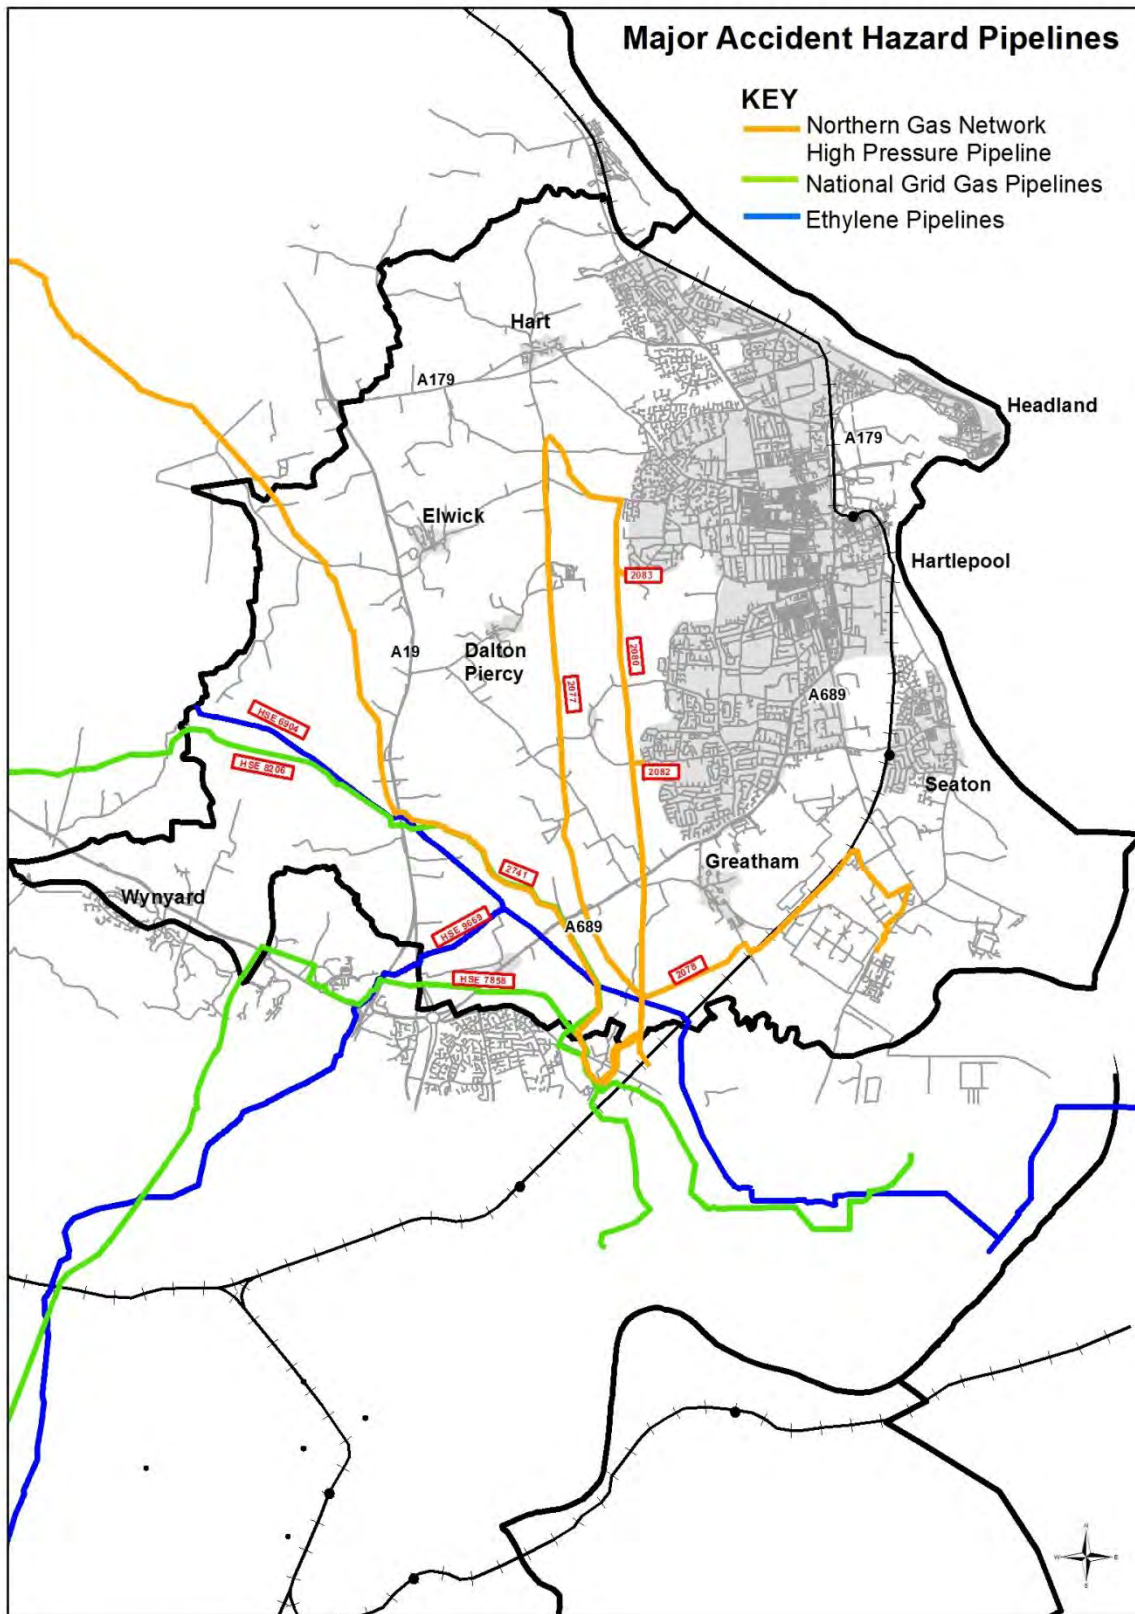 Major Accident Hazard Pipelines
KEY
Northern Gas Network
High Pressure Pipeline
National Grid Gas Pipelines
Ethylene Pipelines
Hart
A179
Headland
A179
Elwick
Hartlepool
2083
Dalton
Piercy
A19
2080
2077
A689
HSE 6904
HSE 8206
2082
Seaton
Greatham
2741
Wynyard
A689
HSE 9669
2078
HSE 7858
N
W
E
S